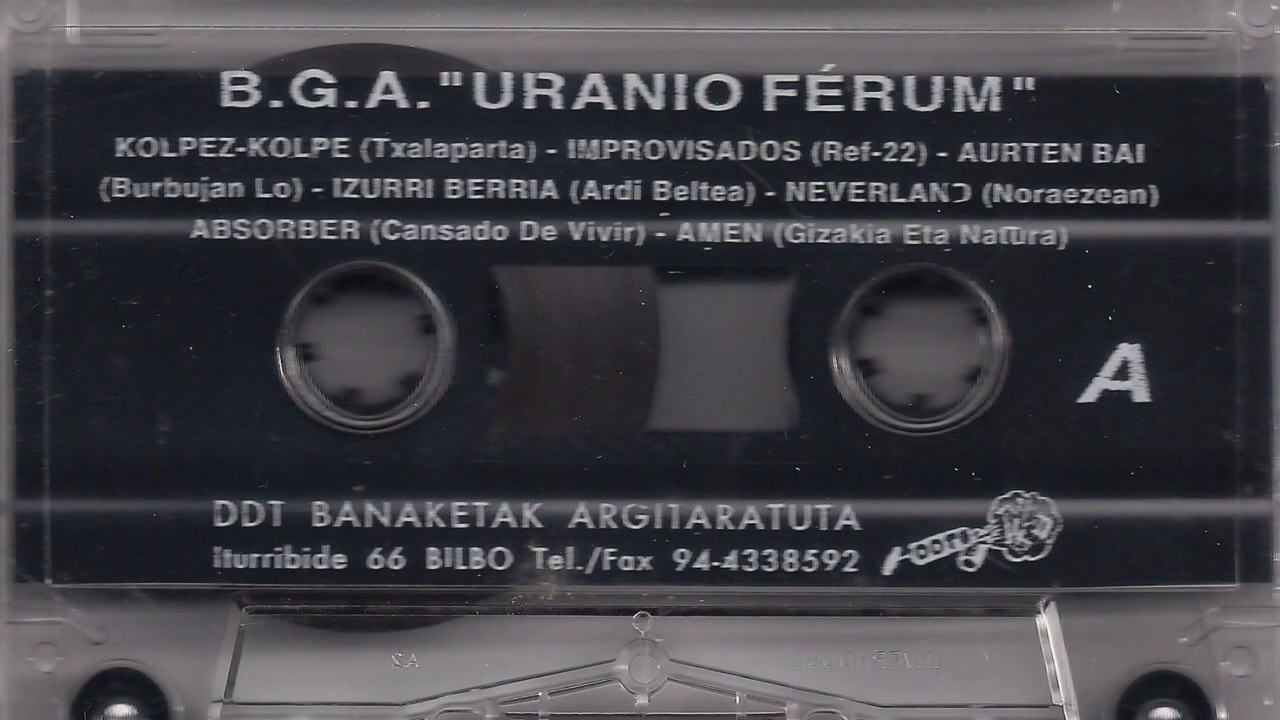 B.G.A. "URANIO FÉRUM"
KOLPEZ-KOLPE (Txalaparta) - IMPROVISADOS (Ref-22) - AURTEN BAI
(Burbujan Lo) - IZURRI BERRIA (Ardi Beltea) - NEVERLAND (Noraezean)
ABSORBER (Cansado De Vivir) - AMEN (Gizakia Eta Natura)
A
DDT BANAKETAK ARGITARATUTA
Iturribide 66 BILBO Tel./Fax 94-4338592